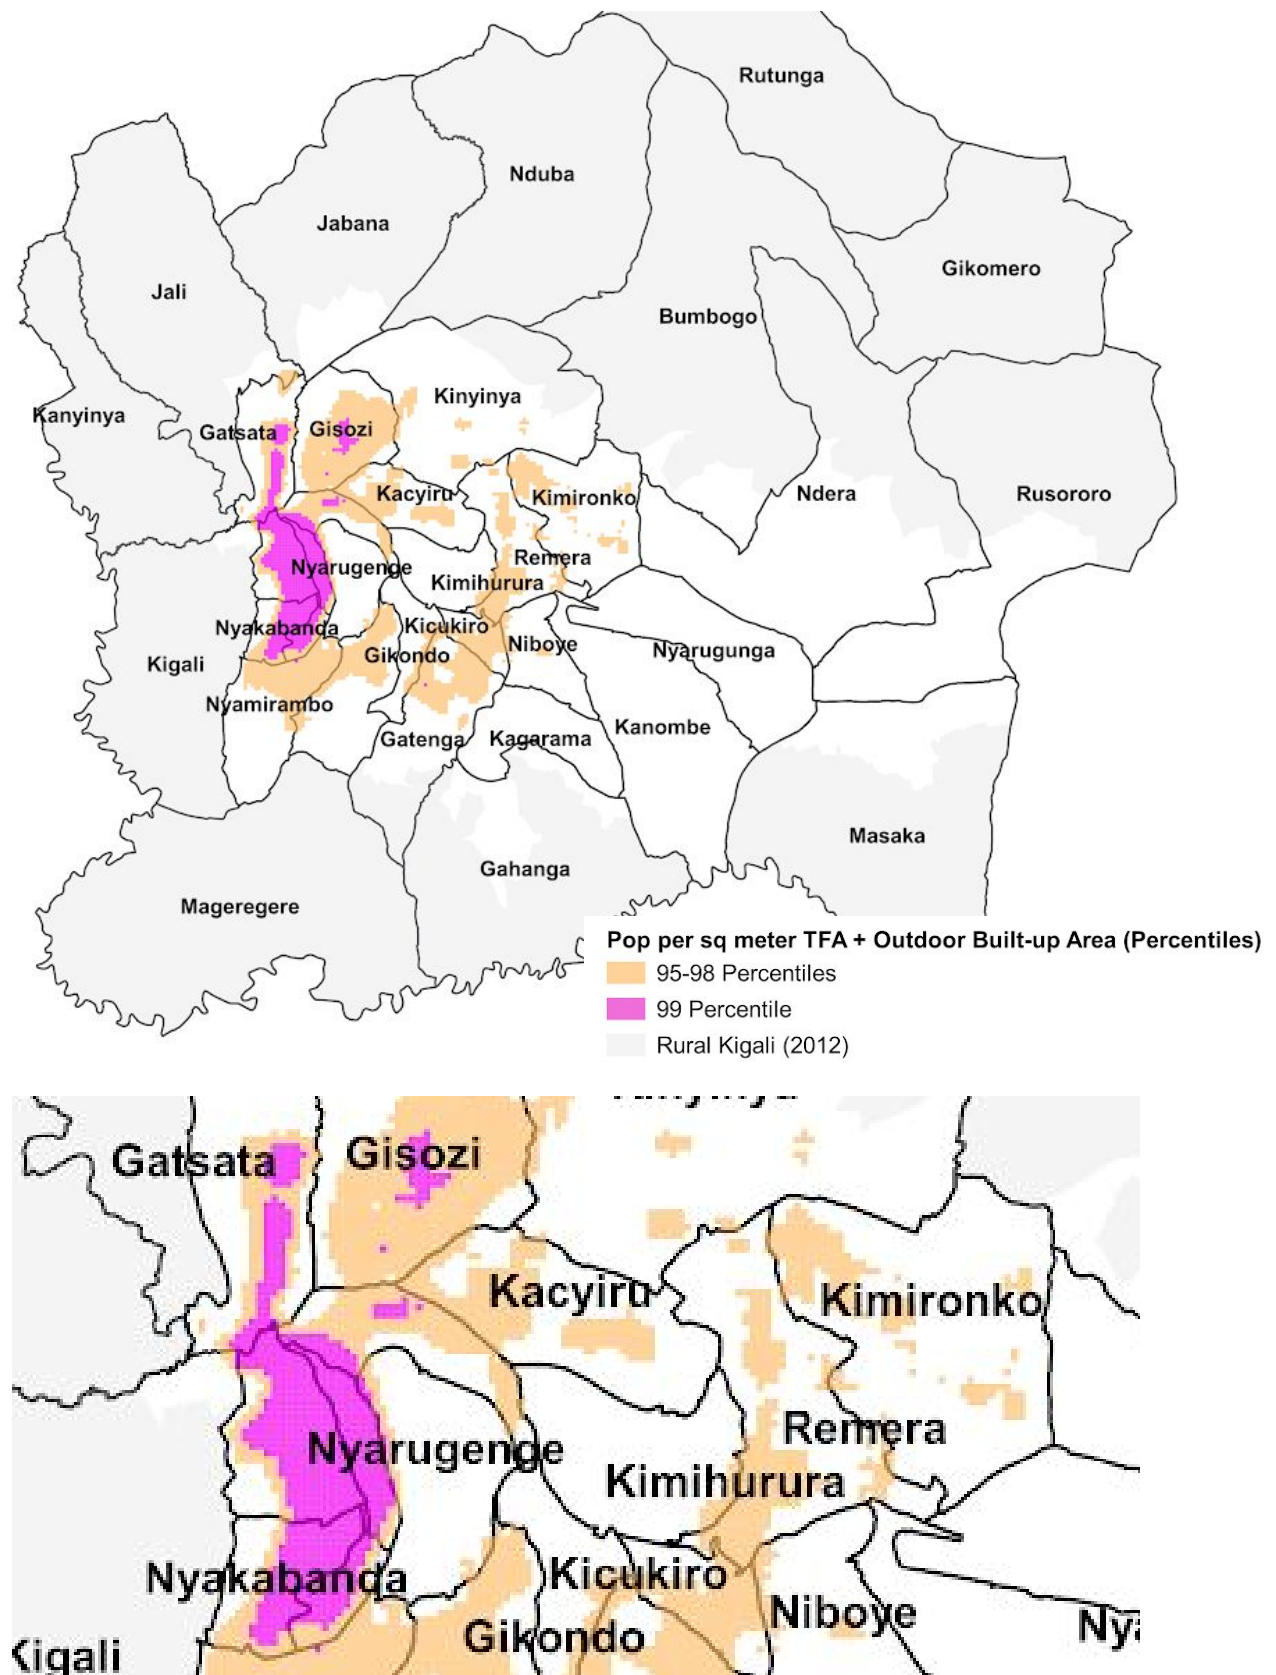 Rutunga
Nduba
Jabana
Gikomero
Jali
Bumbogo
Kinyinya
Kanyinya
Gatsata
Gisozi
Kacyiru
Kimironko
Ndera
Rusororo
Remera
Nyarugenge
Kimihurura
Nyakabanda
Kicukiro
Niboye
Gikondo
Nyarugunga
Kigali
Nyamirambo
Kanombe
Gatenga
Kagarama
Masaka
Gahanga
Mageregere
Pop per sq meter TFA + Outdoor Built-up Area (Percentiles)
95-98 Percentiles
99 Percentile
Rural Kigali (2012)
Gatsata
Gisozi
Kacyiru
Kimironko
Remera
Nyarugenge
Kimihurura
Nyakabanda
Kicukiro
Niboye
Gikondo
Kigali